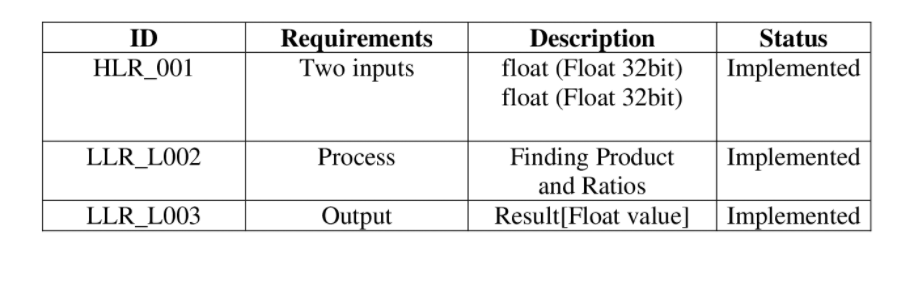 ID Requirements Description Status
HLR_001 Two inputs float (Float 32bit) Implemented
float (Float 32bit)
LLR_L002 Process Finding Product Implemented
and Ratios
LLR_L003 Output Result[Float value] Implemented